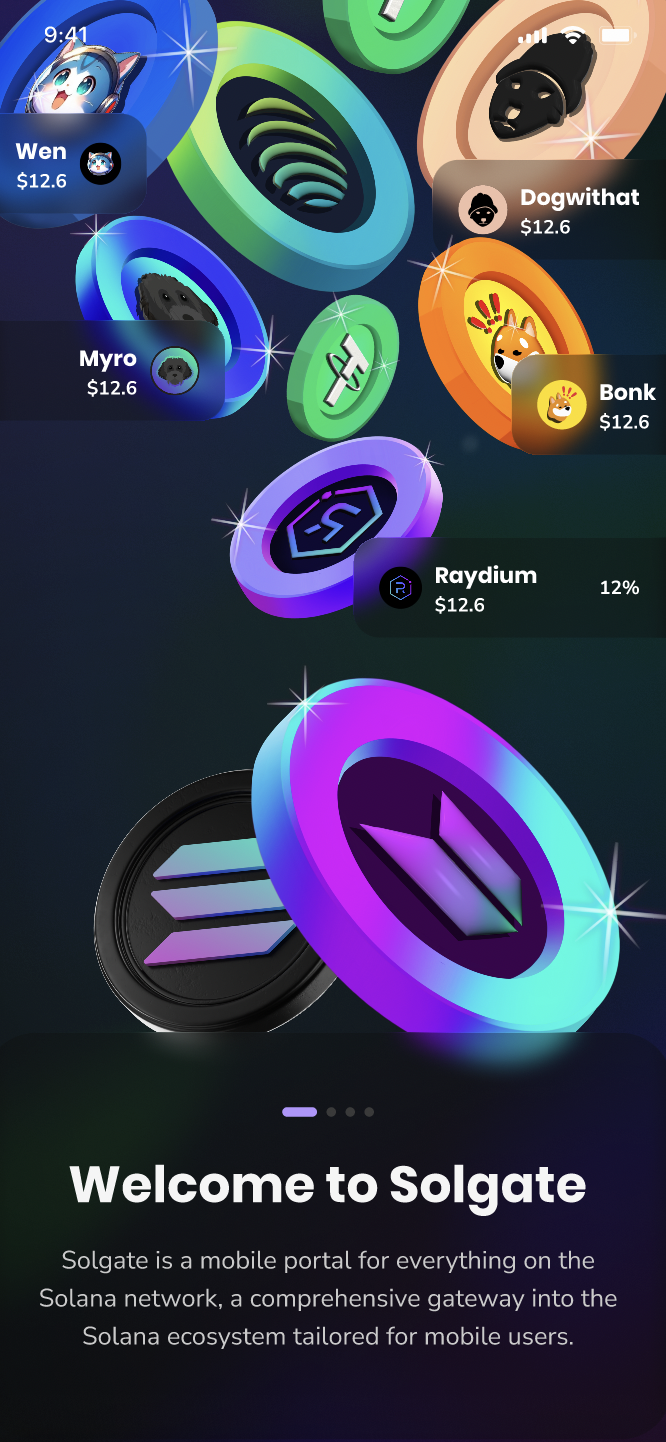 9:41
Wen
$12.6
Dogwithat
$12.6
Myro
$12.6
Bonk
$12.6
Raydium
$12.6
12%
Welcome to Solgate
Solgate is a mobile portal for everything on the
Solana network, a comprehensive gateway into the
Solana ecosystem tailored for mobile users.